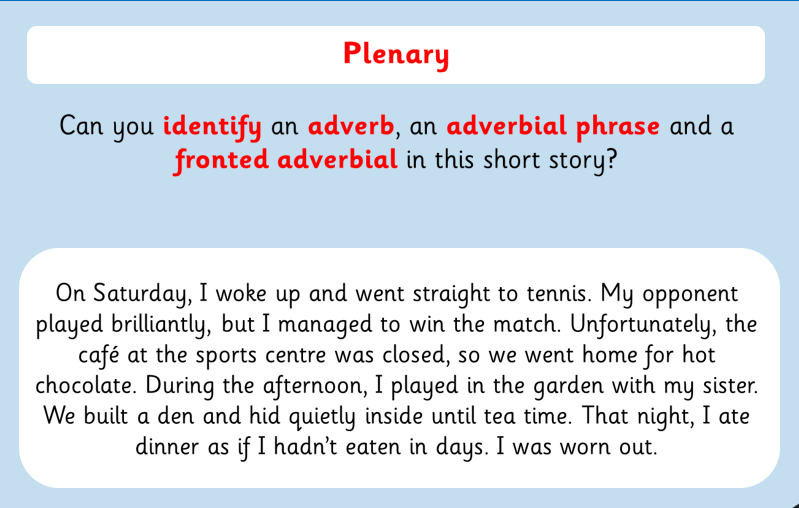 Plenary
Can you identify an adverb, an adverbial phrase and a
fronted adverbial in this short story?
On Saturday, I woke up and went straight to tennis. My opponent
played brilliantly, but I managed to win the match. Unfortunately, the
café at the sports centre was closed, so we went home for hot
chocolate. During the afternoon, I played in the garden with my sister.
We built a den and hid quietly inside until tea time. That night, I ate
dinner as if I hadn't eaten in days. I was worn out.